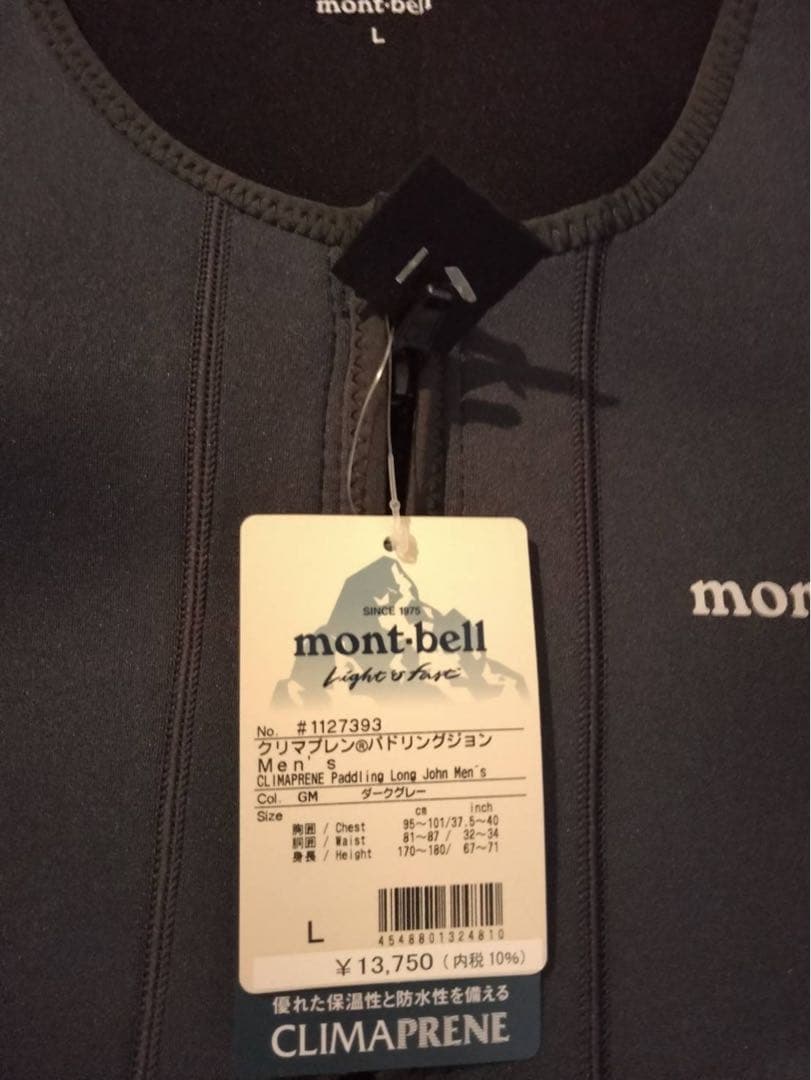 mont·bell
L
SINCE 1975
mont·bell
Light & Fast
No. #1127393
クリマプレン®パドリングジョン
Men's
CLIMAPRENE Paddling Long John Men's
Col. GM ダークグレー
Size cm inch
胸囲 / Chest 95〜101/37.5〜40
胴囲 / Waist 81〜87 / 32〜34
身長 / Height 170〜180/ 67〜71
L
4548801324810
¥13,750 (内税10%)
優れた保温性と防水性を備える
CLIMAPRENE
mon